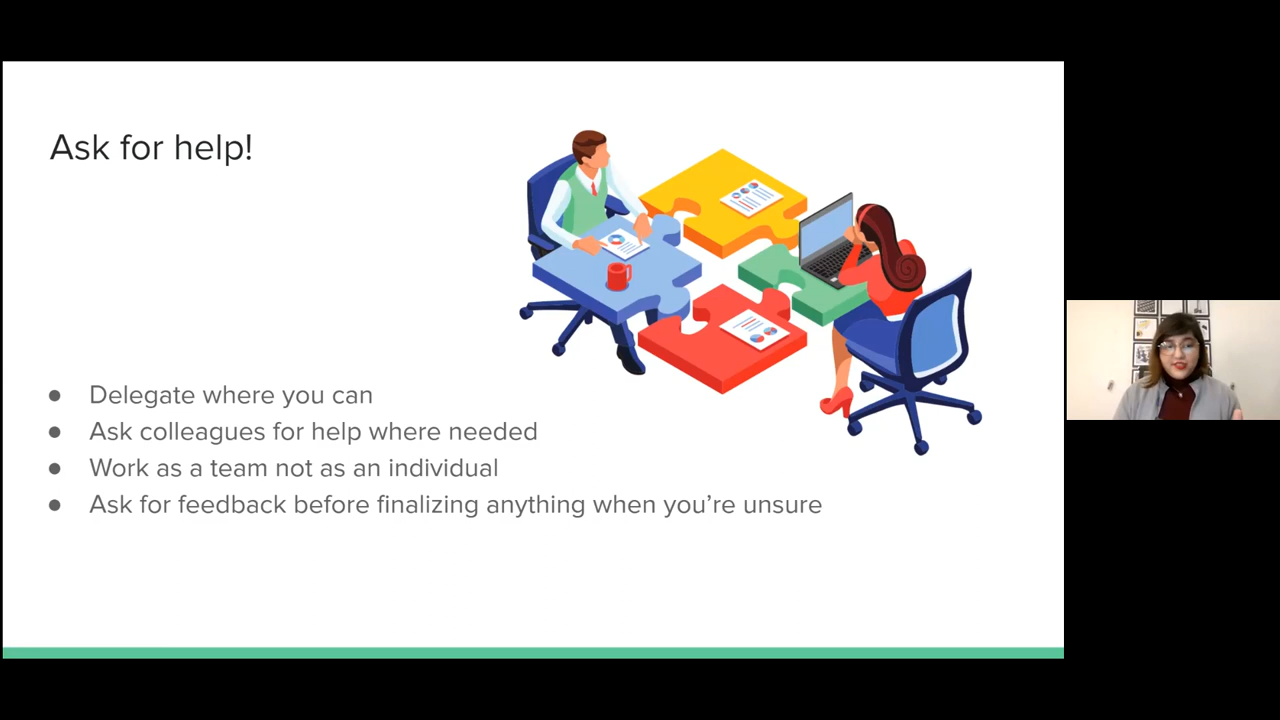 Ask for help!
Delegate where you can
Ask colleagues for help where needed
Work as a team not as an individual
Ask for feedback before finalizing anything when you’re unsure